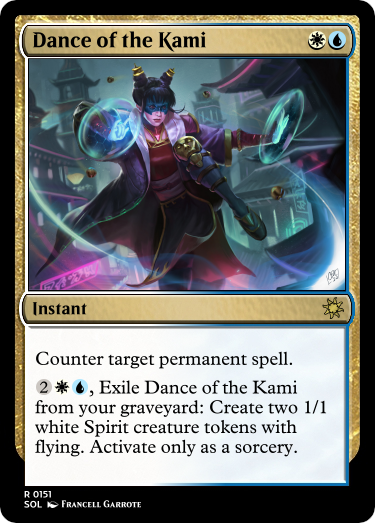 Dance of the Kami
Instant
Counter target permanent spell.
2, Exile Dance of the Kami
from your graveyard: Create two 1/1
white Spirit creature tokens with
flying. Activate only as a sorcery.
R 0151
SOL Francell Garrote